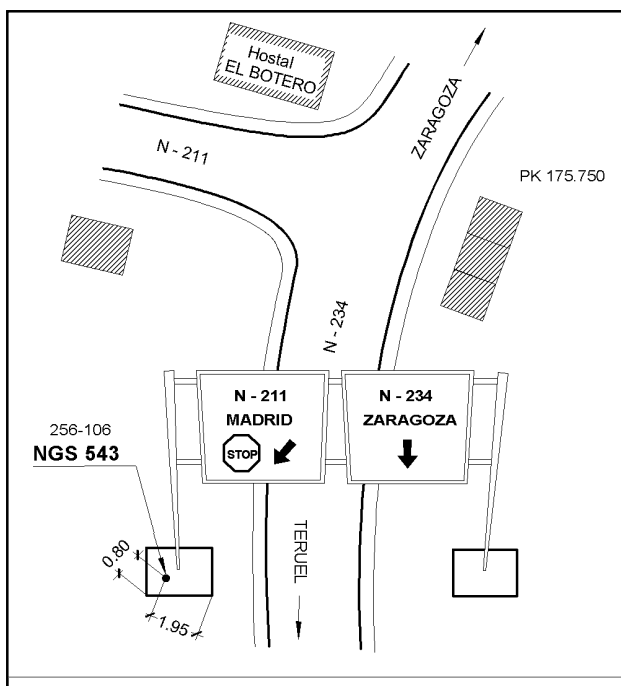 Hostal
EL BOTERO
ZARAGOZA
N - 211
PK 175.750
N - 234
N - 211
MADRID
STOP
N - 234
ZARAGOZA
256-106
NGS 543
TERUEL
0.80
1.95